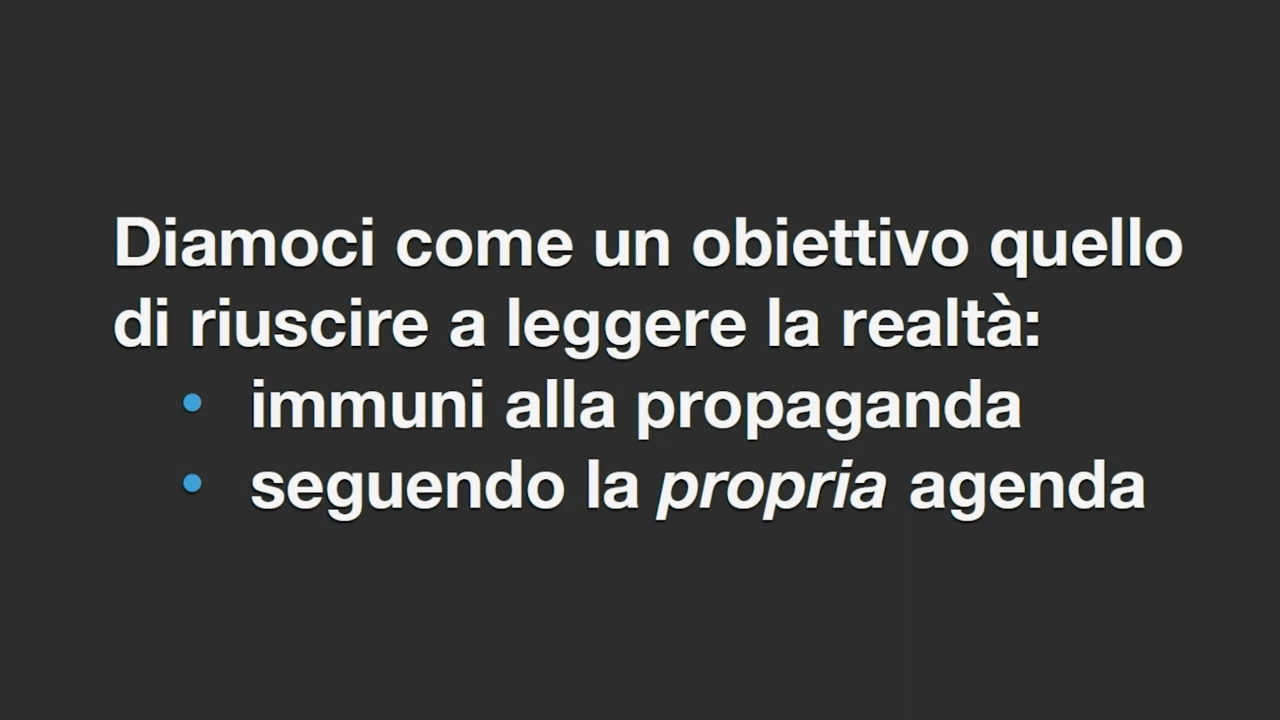 Diamoci come un obiettivo quello
di riuscire a leggere la realtà:
• immuni alla propaganda
• seguendo la propria agenda